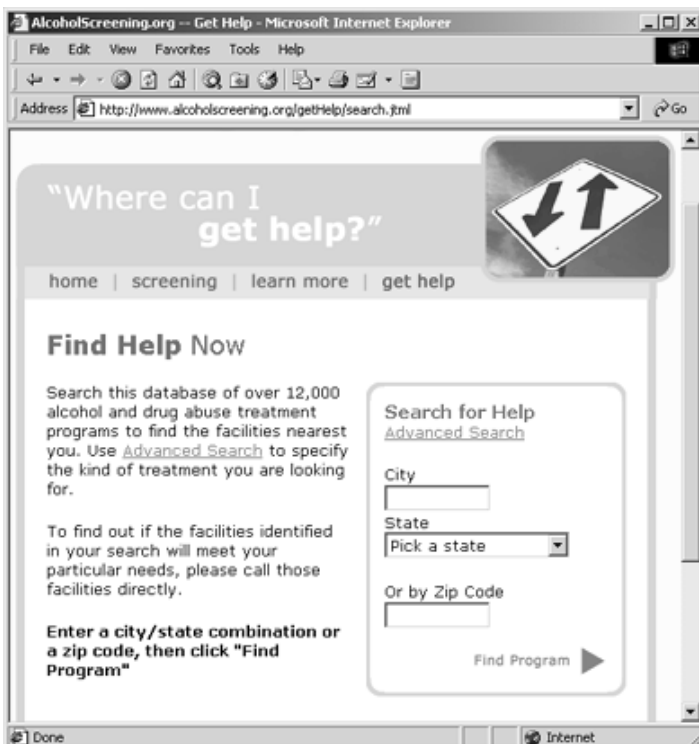 AlcoholScreening.org -- Get Help - Microsoft Internet Explorer
File Edit View Favorites Tools Help
Address http://www.alcoholscreening.org/getHelp/search.jtml Go
“Where can I
get help?”
home | screening | learn more | get help
Find Help Now
Search this database of over 12,000
alcohol and drug abuse treatment
programs to find the facilities nearest
you. Use Advanced Search to specify
the kind of treatment you are looking
for.
To find out if the facilities identified
in your search will meet your
particular needs, please call those
facilities directly.
Enter a city/state combination or
a zip code, then click "Find
Program"
Search for Help
Advanced Search
City
State
Pick a state
Or by Zip Code
Find Program
Done Internet